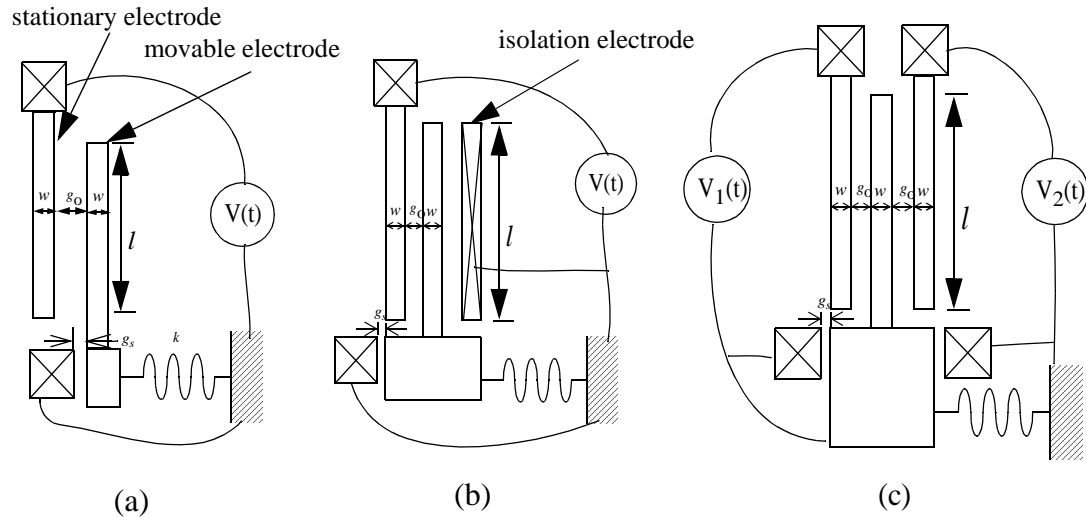 stationary electrode
movable electrode
isolation electrode
w
g₀
w
l
V(t)
gₛ
k
w
g₀
w
l
V(t)
gₛ
V₁(t)
w
g₀
w
g₀
w
l
V₂(t)
gₛ
(a)
(b)
(c)